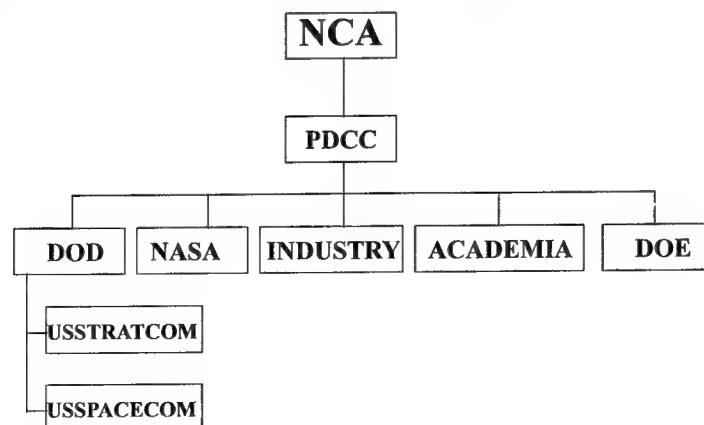 NCA
PDCC
DOD NASA INDUSTRY ACADEMIA DOE
USSTRATCOM
USSPACECOM